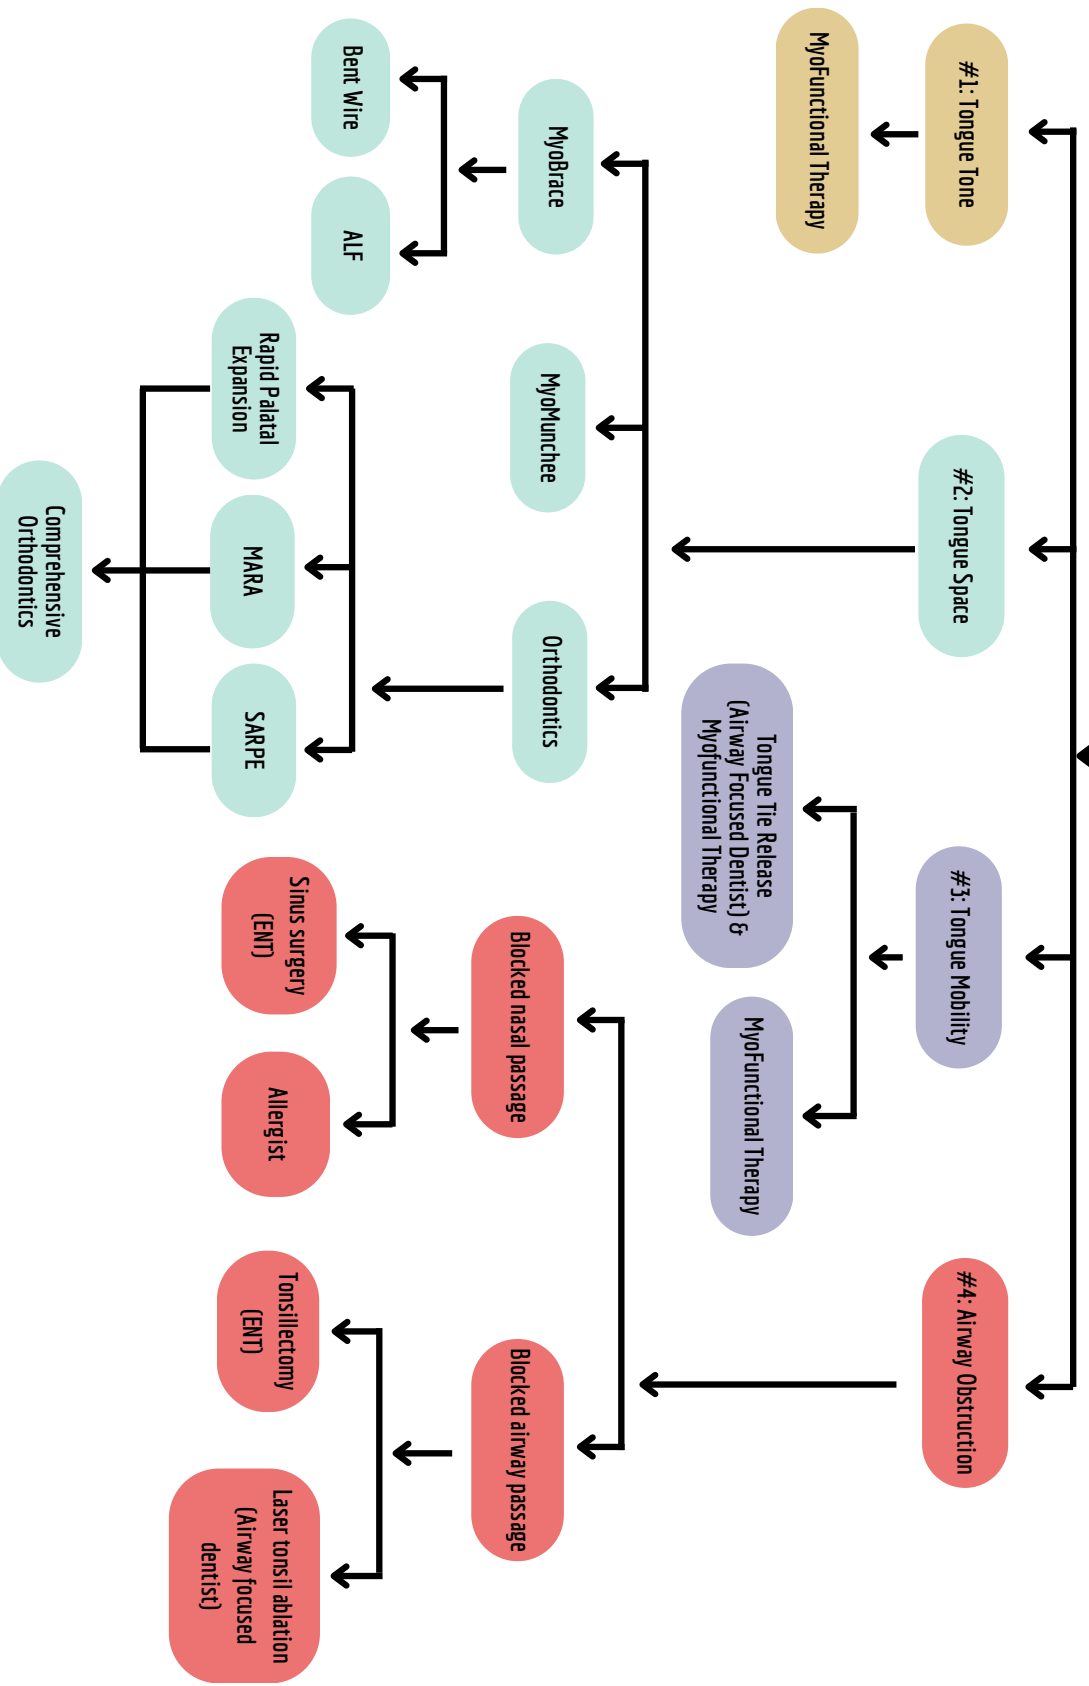 #1: Tongue Tone
MyoFunctional Therapy
#2: Tongue Space
MyoBrace
Bent Wire
ALF
MyoMunchee
Orthodontics
Rapid Palatal
Expansion
MARA
SARPE
Comprehensive
Orthodontics
#3: Tongue Mobility
Tongue Tie Release
(Airway Focused Dentist) &
Myofunctional Therapy
MyoFunctional Therapy
#4: Airway Obstruction
Blocked nasal passage
Sinus surgery
(ENT)
Allergist
Blocked airway passage
Tonsillectomy
(ENT)
Laser tonsil ablation
(Airway focused
dentist)